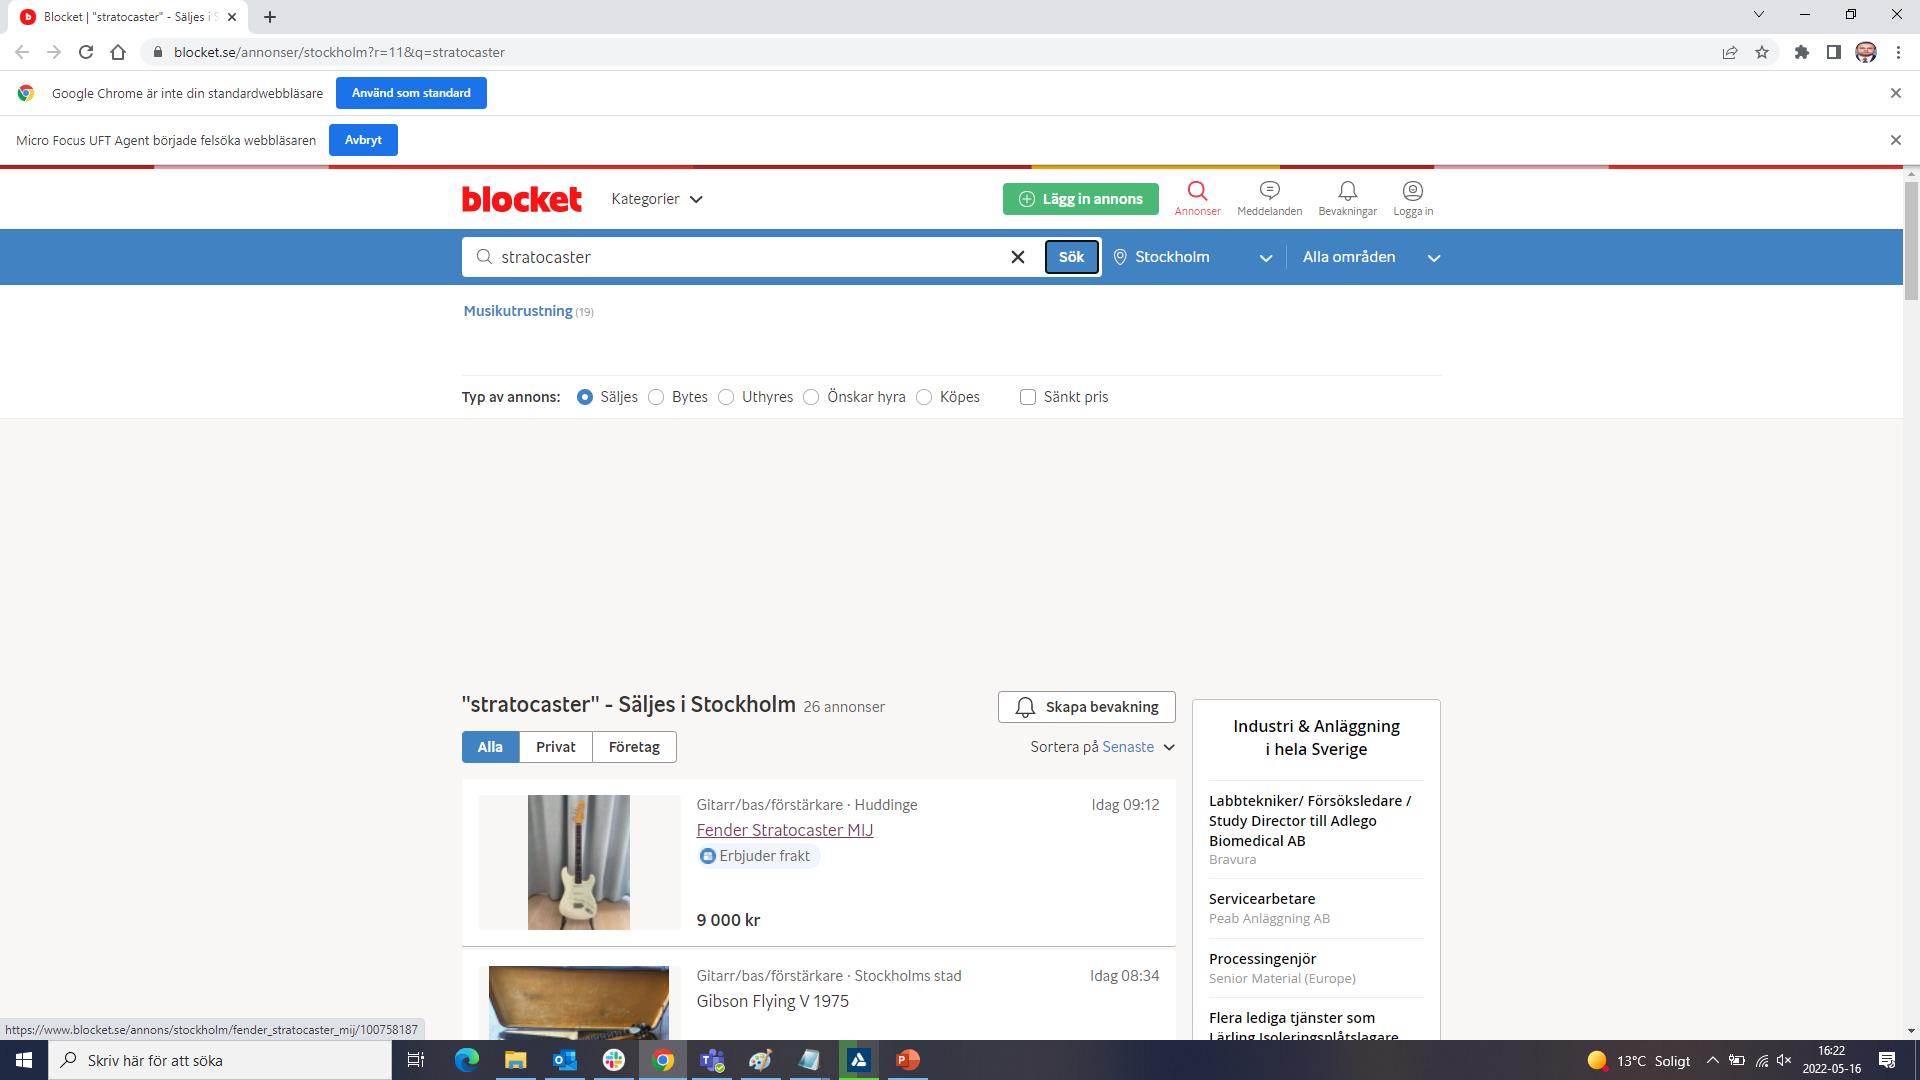 Blocket | "stratocaster" - Säljes i S
blocket.se/annonser/stockholm?r=11&q=stratocaster
Google Chrome är inte din standardwebbläsare
Använd som standard
Micro Focus UFT Agent började felsöka webbläsaren
Avbryt
blocket
Kategorier
Lägg in annons
Annonser
Meddelanden
Bevakningar
Logga in
stratocaster
Sök
Stockholm
Alla områden
Musikutrustning (19)
Typ av annons:
Säljes
Bytes
Uthyres
Önskar hyra
Köpes
Sänkt pris
"stratocaster" - Säljes i Stockholm 26 annonser
Skapa bevakning
Alla
Privat
Företag
Sortera på Senaste
Gitarr/bas/förstärkare · Huddinge
Idag 09:12
Fender Stratocaster MIJ
Erbjuder frakt
9 000 kr
Gitarr/bas/förstärkare · Stockholms stad
Idag 08:34
Gibson Flying V 1975
Industri & Anläggning
i hela Sverige
Labbtekniker/ Försöksledare /
Study Director till Adlego
Biomedical AB
Bravura
Servicearbetare
Peab Anläggning AB
Processingenjör
Senior Material (Europe)
Flera lediga tjänster som
Lärling Isoleringsplåtslagare
https://www.blocket.se/annons/stockholm/fender_stratocaster_mij/100758187
Skriv här för att söka
13°C Soligt
16:22
2022-05-16